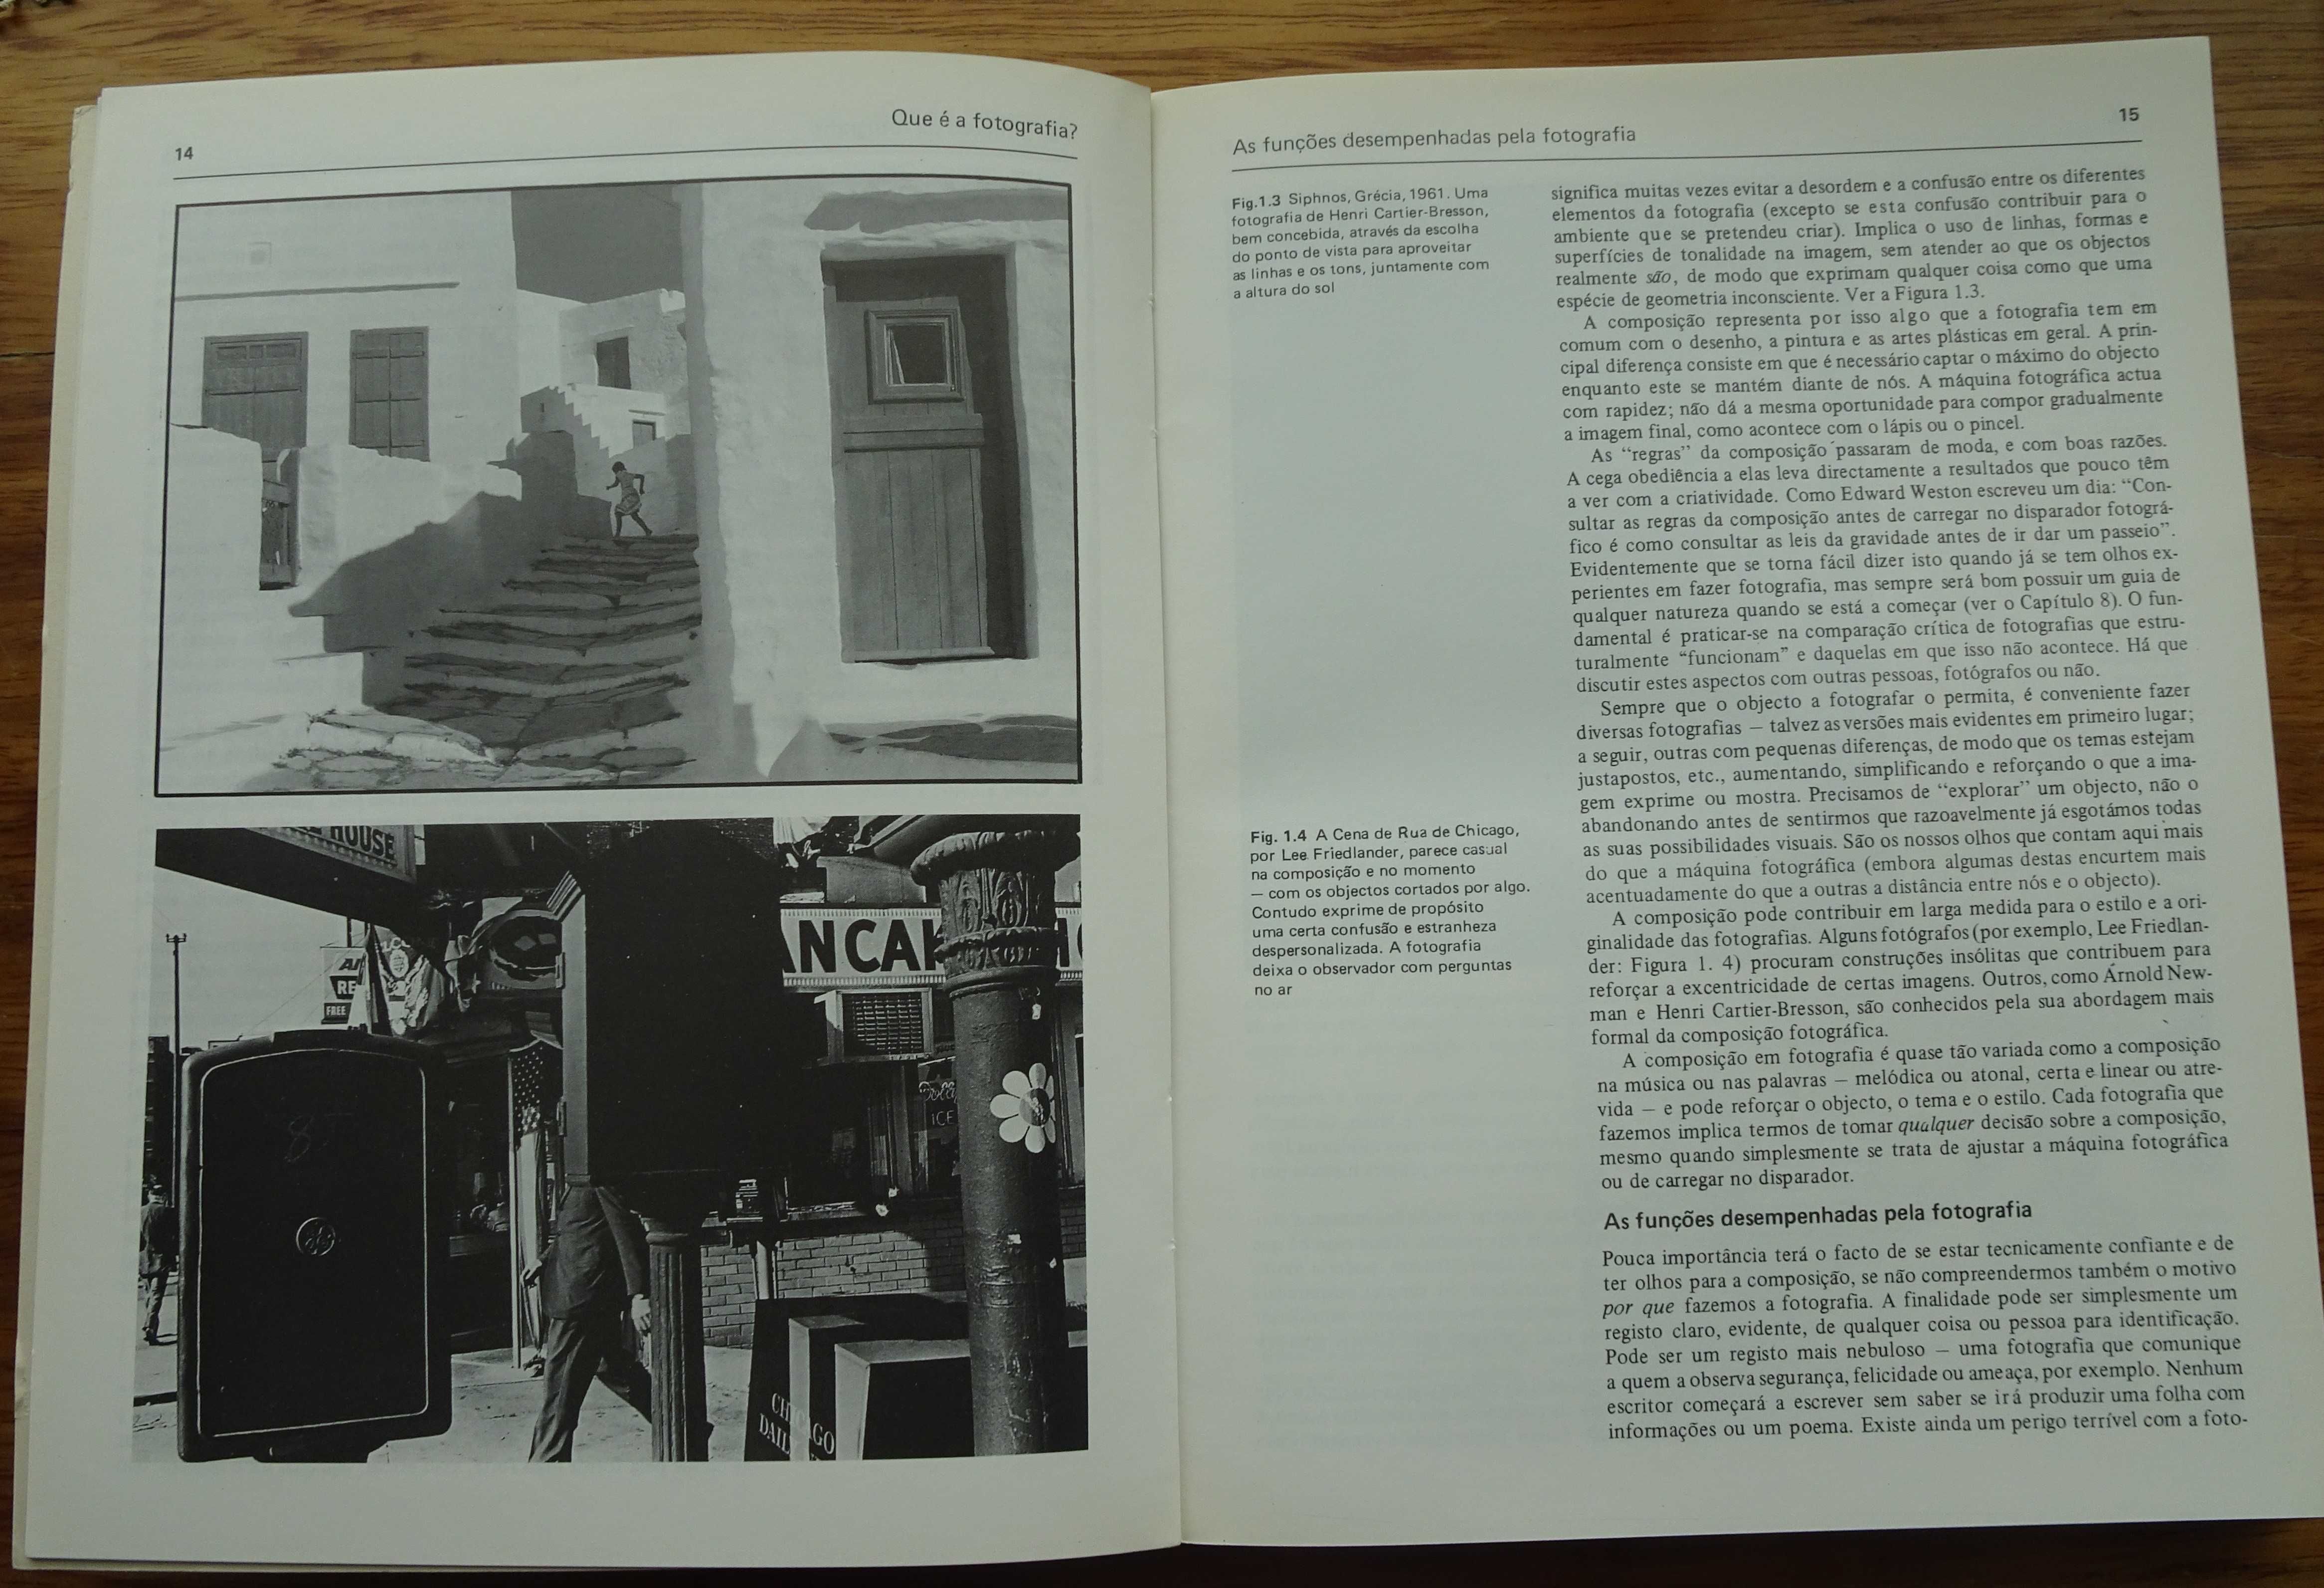 Que é a fotografia?
14
HOUSE
RE
FREE
ANCA
ICE
CHICAGO
DAIL
As funções desempenhadas pela fotografia
15
Fig.1.3 Siphnos, Grécia, 1961. Uma
fotografia de Henri Cartier-Bresson,
bem concebida, através da escolha
do ponto de vista para aproveitar
as linhas e os tons, juntamente com
a altura do sol
Fig. 1.4 A Cena de Rua de Chicago,
por Lee Friedlander, parece casual
na composição e no momento
— com os objectos cortados por algo.
Contudo exprime de propósito
uma certa confusão e estranheza
despersonalizada. A fotografia
deixa o observador com perguntas
no ar
significa muitas vezes evitar a desordem e a confusão entre os diferentes
elementos da fotografia (excepto se esta confusão contribuir para o
ambiente que se pretendeu criar). Implica o uso de linhas, formas e
superfícies de tonalidade na imagem, sem atender ao que os objectos
realmente são, de modo que exprimam qualquer coisa como que uma
espécie de geometria inconsciente. Ver a Figura 1.3.
A composição representa por isso algo que a fotografia tem em
comum com o desenho, a pintura e as artes plásticas em geral. A prin-
cipal diferença consiste em que é necessário captar o máximo do objecto
enquanto este se mantém diante de nós. A máquina fotográfica actua
com rapidez; não dá a mesma oportunidade para compor gradualmente
a imagem final, como acontece com o lápis ou o pincel.
As “regras” da composição passaram de moda, e com boas razões.
A cega obediência a elas leva directamente a resultados que pouco têm
a ver com a criatividade. Como Edward Weston escreveu um dia: “Con-
sultar as regras da composição antes de carregar no disparador fotográ-
fico é como consultar as leis da gravidade antes de ir dar um passeio”.
Evidentemente que se torna fácil dizer isto quando já se tem olhos ex-
perientes em fazer fotografia, mas sempre será bom possuir um guia de
qualquer natureza quando se está a começar (ver o Capítulo 8). O fun-
damental é praticar-se na comparação crítica de fotografias que estru-
turalmente “funcionam” e daquelas em que isso não acontece. Há que
discutir estes aspectos com outras pessoas, fotógrafos ou não.
Sempre que o objecto a fotografar o permita, é conveniente fazer
diversas fotografias — talvez as versões mais evidentes em primeiro lugar;
a seguir, outras com pequenas diferenças, de modo que os temas estejam
justapostos, etc., aumentando, simplificando e reforçando o que a ima-
gem exprime ou mostra. Precisamos de “explorar” um objecto, não o
abandonando antes de sentirmos que razoavelmente já esgotámos todas
as suas possibilidades visuais. São os nossos olhos que contam aqui mais
do que a máquina fotográfica (embora algumas destas encurtem mais
acentuadamente do que a outras a distância entre nós e o objecto).
A composição pode contribuir em larga medida para o estilo e a ori-
ginalidade das fotografias. Alguns fotógrafos (por exemplo, Lee Friedlan-
der: Figura 1. 4) procuram construções insólitas que contribuem para
reforçar a excentricidade de certas imagens. Outros, como Arnold New-
man e Henri Cartier-Bresson, são conhecidos pela sua abordagem mais
formal da composição fotográfica.
A composição em fotografia é quase tão variada como a composição
na música ou nas palavras — melódica ou atonal, certa e linear ou atre-
vida — e pode reforçar o objecto, o tema e o estilo. Cada fotografia que
fazemos implica termos de tomar qualquer decisão sobre a composição,
mesmo quando simplesmente se trata de ajustar a máquina fotográfica
ou de carregar no disparador.
As funções desempenhadas pela fotografia
Pouca importância terá o facto de se estar tecnicamente confiante e de
ter olhos para a composição, se não compreendermos também o motivo
por que fazemos a fotografia. A finalidade pode ser simplesmente um
registo claro, evidente, de qualquer coisa ou pessoa para identificação.
Pode ser um registo mais nebuloso — uma fotografia que comunique
a quem a observa segurança, felicidade ou ameaça, por exemplo. Nenhum
escritor começará a escrever sem saber se irá produzir uma folha com
informações ou um poema. Existe ainda um perigo terrível com a foto-